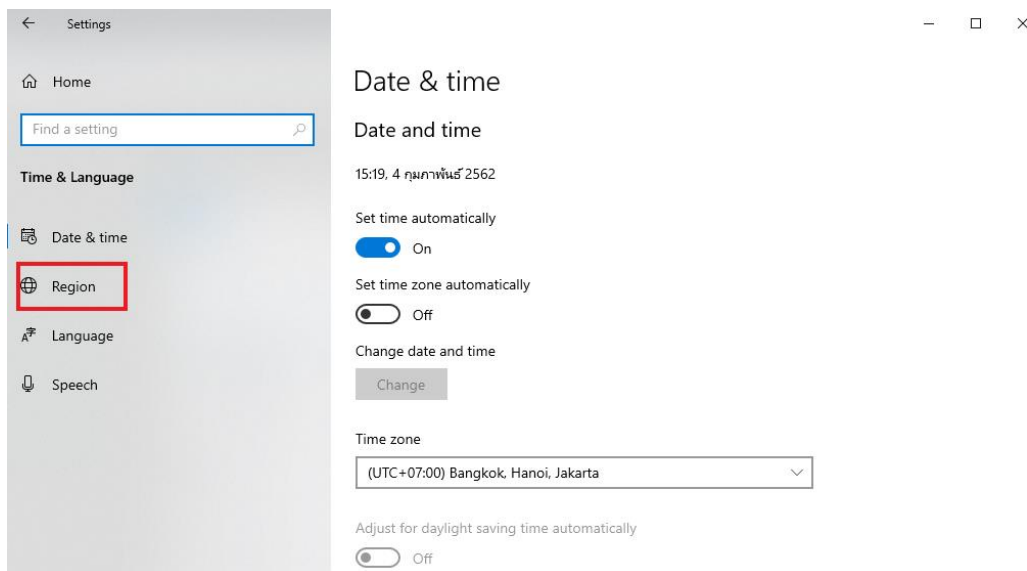 Settings
Home
Find a setting
Time & Language
Date & time
Region
Language
Speech
Date & time
Date and time
15:19, 4 กุมภาพันธ์ 2562
Set time automatically
On
Set time zone automatically
Off
Change date and time
Change
Time zone
(UTC+07:00) Bangkok, Hanoi, Jakarta
Adjust for daylight saving time automatically
Off